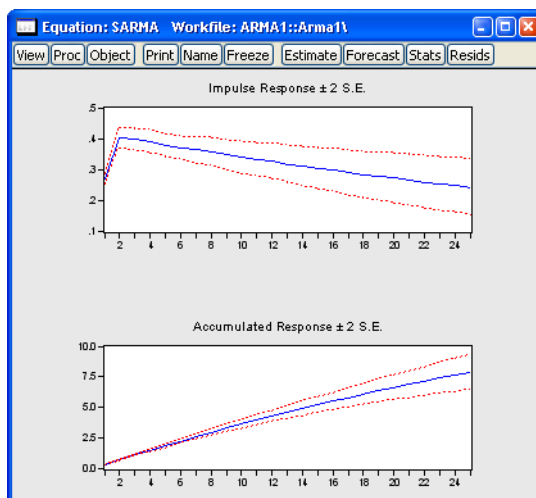 Equation: SARMA Workfile: ARMA1::Arma1\
View Proc Object Print Name Freeze Estimate Forecast Stats Resids
Impulse Response ± 2 S.E.
.5
.4
.3
.2
.1
2 4 6 8 10 12 14 16 18 20 22 24
Accumulated Response ± 2 S.E.
10.0
7.5
5.0
2.5
0.0
2 4 6 8 10 12 14 16 18 20 22 24